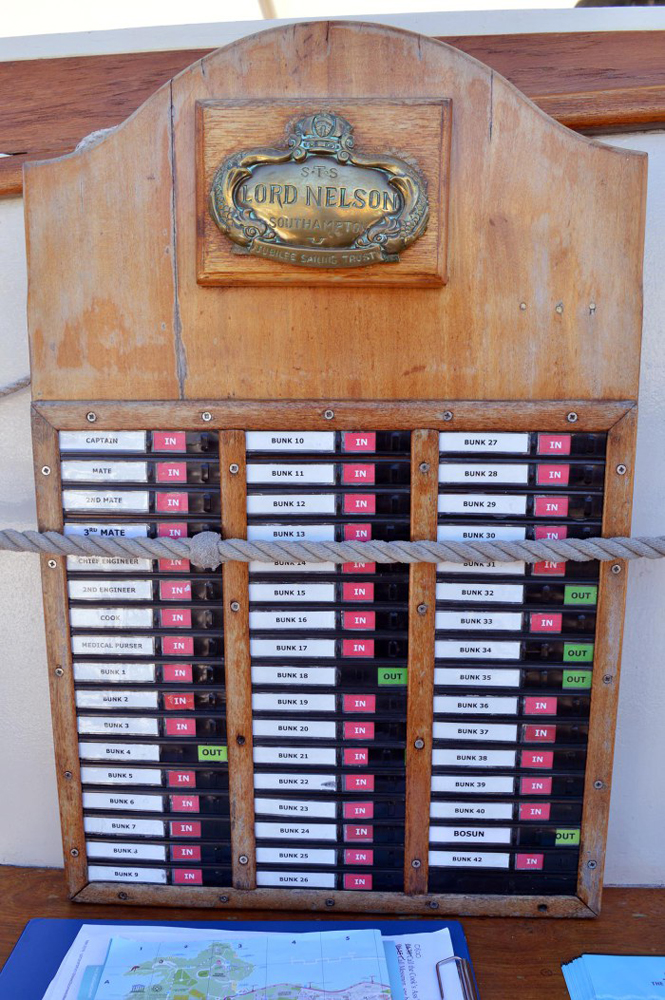 S·T·S
LORD NELSON
SOUTHAMPTON
JUBILEE SAILING TRUST
CAPTAIN IN
MATE IN
2ND MATE IN
3RD MATE IN
CHIEF ENGINEER IN
2ND ENGINEER IN
COOK IN
MEDICAL PURSER IN
BUNK 1 IN
BUNK 2 IN
BUNK 3 IN
BUNK 4 OUT
BUNK 5 IN
BUNK 6 IN
BUNK 7 IN
BUNK IN
BUNK 9 IN
BUNK 10 IN
BUNK 11 IN
BUNK 12 IN
BUNK 13 IN
BUNK 14 IN
BUNK 15 IN
BUNK 16 IN
BUNK 17 IN
BUNK 18 OUT
BUNK 19 IN
BUNK 20 IN
BUNK 21 IN
BUNK 22 IN
BUNK 23 IN
BUNK 24 IN
BUNK 25 IN
BUNK 26 IN
BUNK 27 IN
BUNK 28 IN
BUNK 29 IN
BUNK 30 IN
BUNK 31 IN
BUNK 32 OUT
BUNK 33 IN
BUNK 34 OUT
BUNK 35 OUT
BUNK 36 IN
BUNK 37 IN
BUNK 38 IN
BUNK 39 IN
BUNK 40 IN
BOSUN OUT
BUNK 42 IN
1 2 3 4 5
A